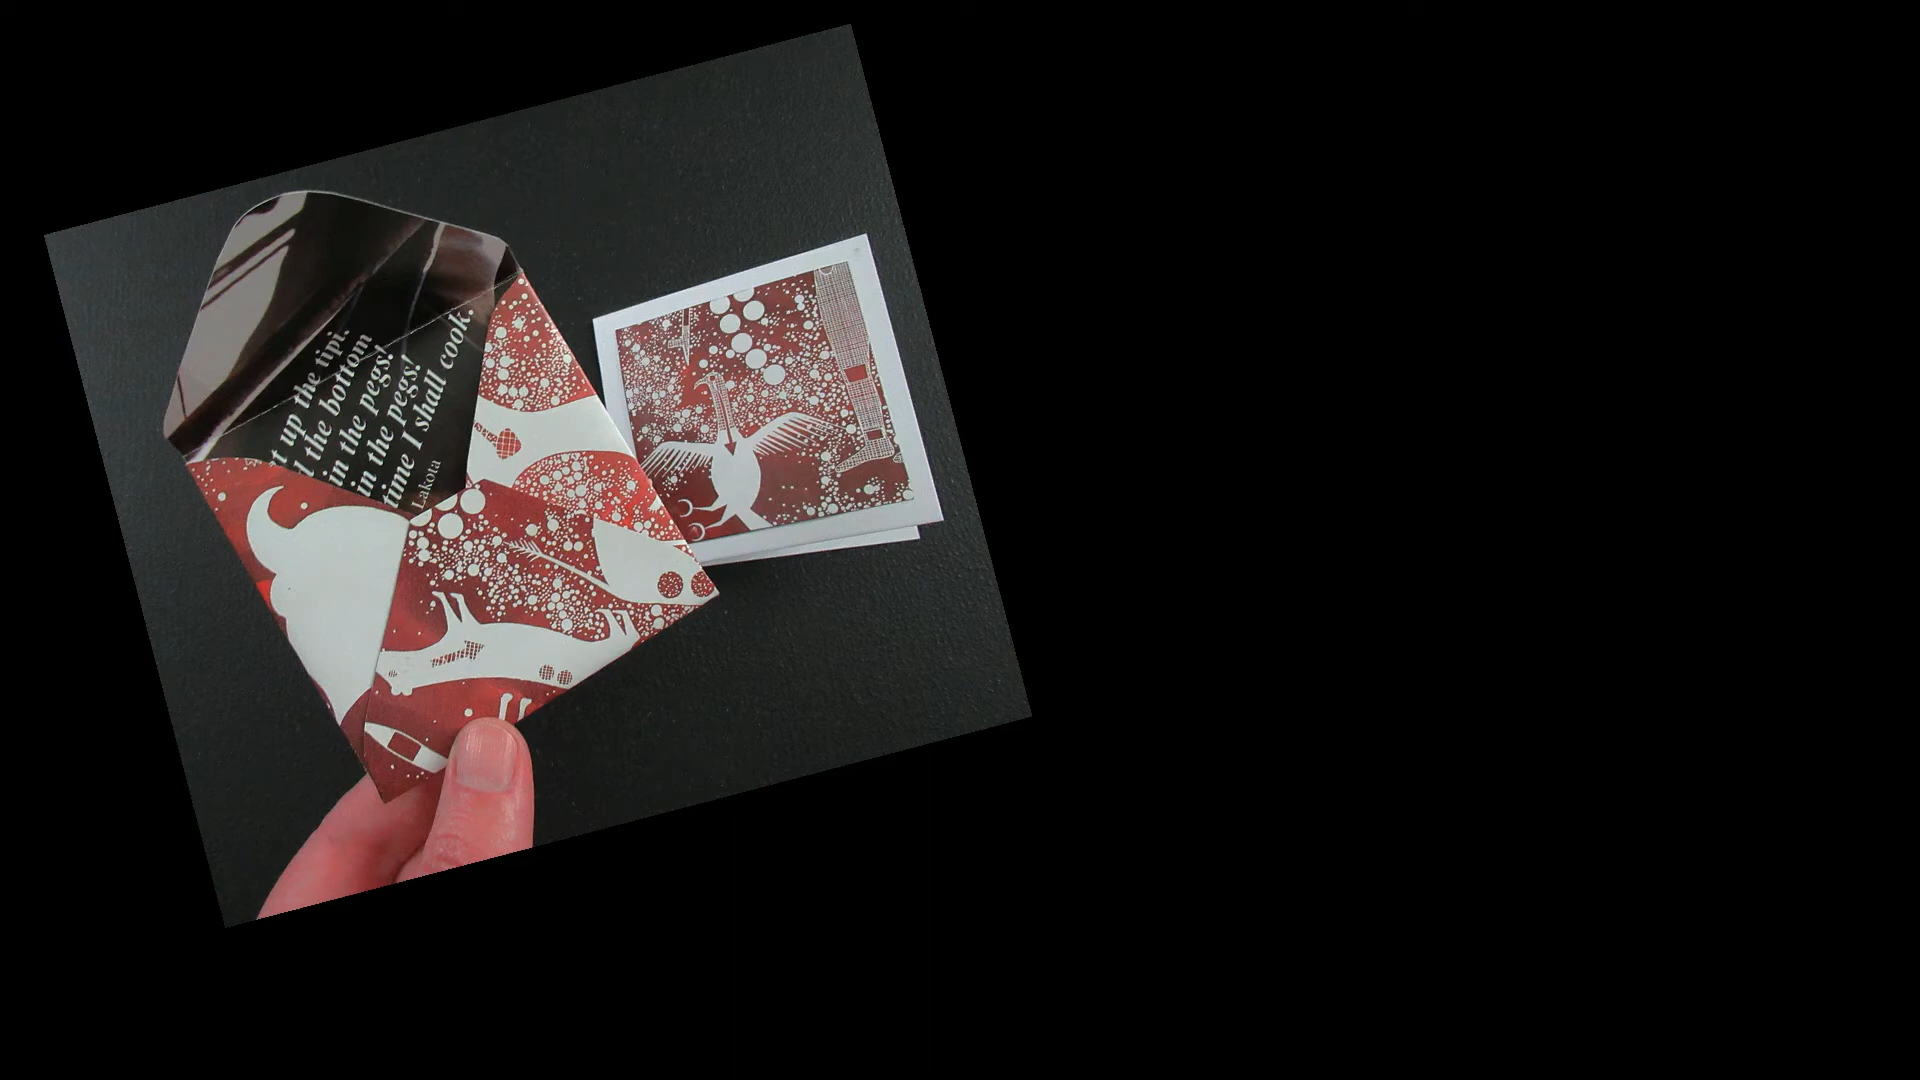 up the tipi.
the bottom
in the pegs!
in the pegs!
time I shall cook.
Lakota